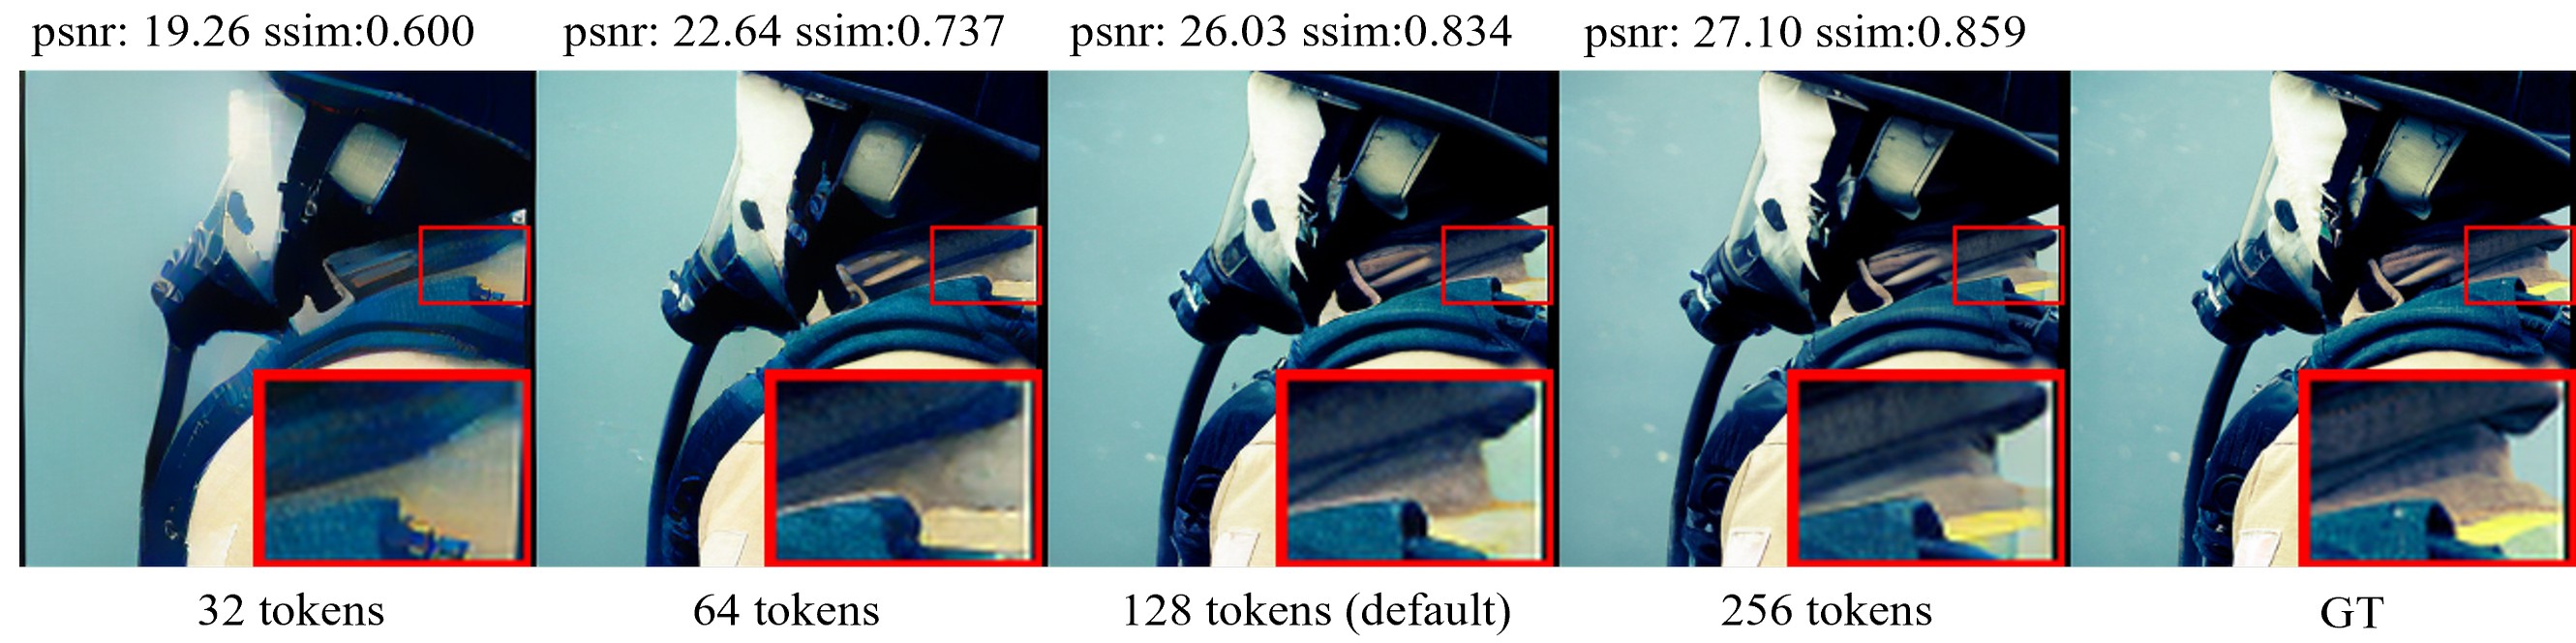 psnr: 19.26 ssim:0.600
psnr: 22.64 ssim:0.737
psnr: 26.03 ssim:0.834
psnr: 27.10 ssim:0.859
32 tokens
64 tokens
128 tokens (default)
256 tokens
GT